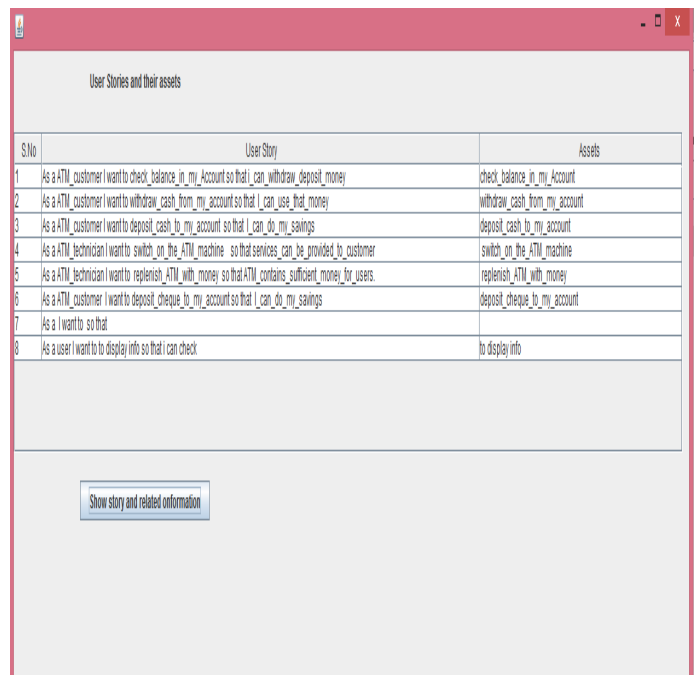 X
User Stories and their assets
S.No User Story Assets
1 As a ATM_customer I want to check_balance_in_my_Account so that i_can_withdraw_deposit_money check_balance_in_my_Account
2 As a ATM_customer I want to withdraw_cash_from_my_account so that I_can_use_that_money withdraw_cash_from_my_account
3 As a ATM_customer I want to deposit_cash_to_my_account so that I_can_do_my_savings deposit_cash_to_my_account
4 As a ATM_technician I want to switch_on_the_ATM_machine so that services_can_be_provided_to_customer switch_on_the_ATM_machine
5 As a ATM_technician I want to replenish_ATM_with_money so that ATM_contains_sufficient_money_for_users. replenish_ATM_with_money
6 As a ATM_customer I want to deposit_cheque_to_my_account so that I_can_do_my_savings deposit_cheque_to_my_account
7 As a I want to so that
8 As a user I want to to display info so that i can check to display info
Show story and related onformation